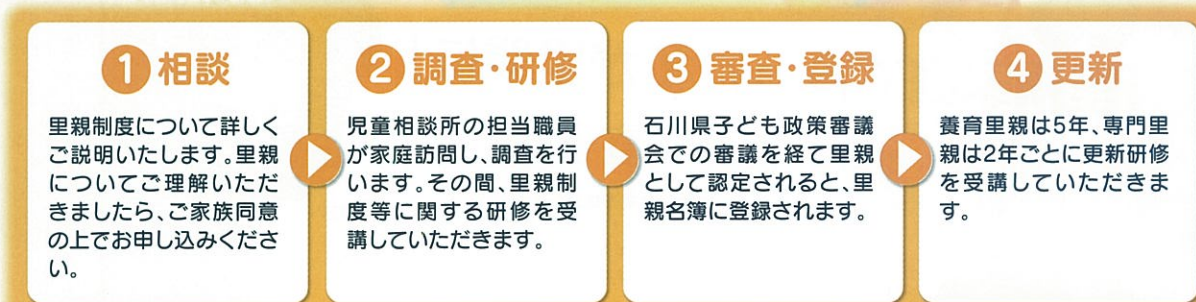 1 相談
里親制度について詳しく
ご説明いたします。里親
についてご理解いただ
きましたら、ご家族同意
の上でお申し込みくださ
い。
2 調査・研修
児童相談所の担当職員
が家庭訪問し、調査を行
います。その間、里親制
度等に関する研修を受
講していただきます。
3 審査・登録
石川県子ども政策審議
会での審議を経て里親
として認定されると、里
親名簿に登録されます。
4 更新
養育里親は5年、専門里
親は2年ごとに更新研修
を受講していただきま
す。